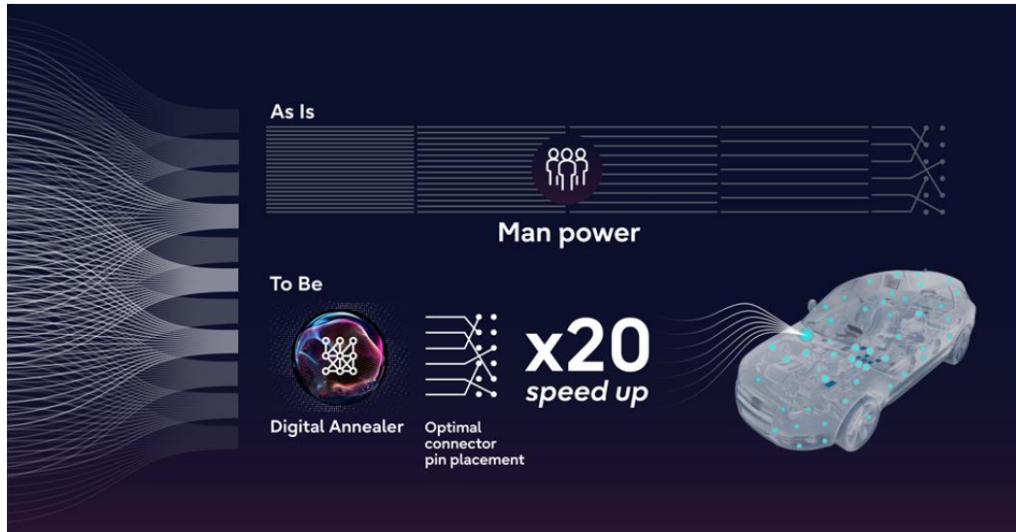 As Is
Man power
To Be
x20
speed up
Digital Annealer
Optimal
connector
pin placement